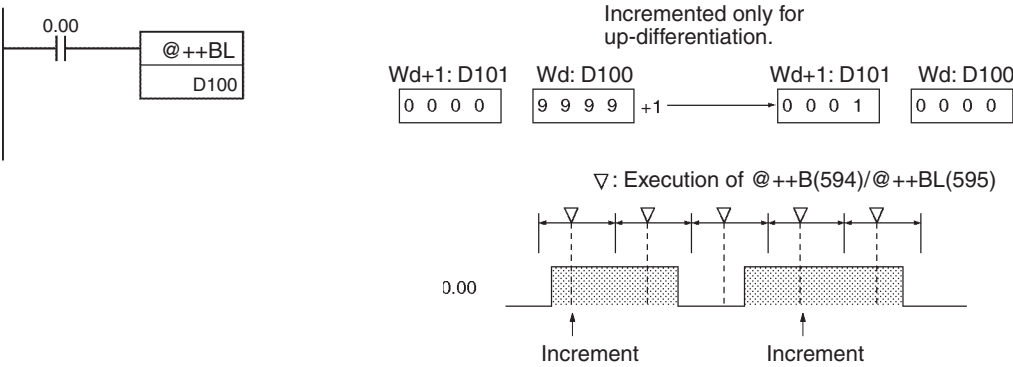 0.00
@++BL
D100
Incremented only for
up-differentiation.
Wd+1: D101 Wd: D100 Wd+1: D101 Wd: D100
0 0 0 0 9 9 9 9 +1 0 0 0 1 0 0 0 0
▽: Execution of @++B(594)/@++BL(595)
0.00
Increment Increment